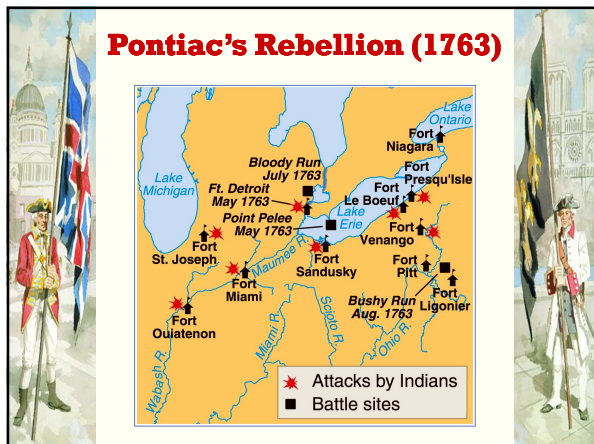 Pontiac's Rebellion (1763)
Lake
Ontario
Fort
Niagara
Bloody Run
July 1763
Fort
Presqu'Isle
Lake
Michigan
Ft. Detroit
May 1763
Fort
Le Boeuf
Point Pelee
May 1763
Lake
Erie
Fort
Venango
Fort
St. Joseph
Maumee R.
Fort
Sandusky
Fort
Pitt
Fort
Miami
Fort
Ligonier
Bushy Run
Aug. 1763
Fort
Ouiatenon
Wabash R.
Miami R.
Scioto R.
Ohio R.
Attacks by Indians
Battle sites